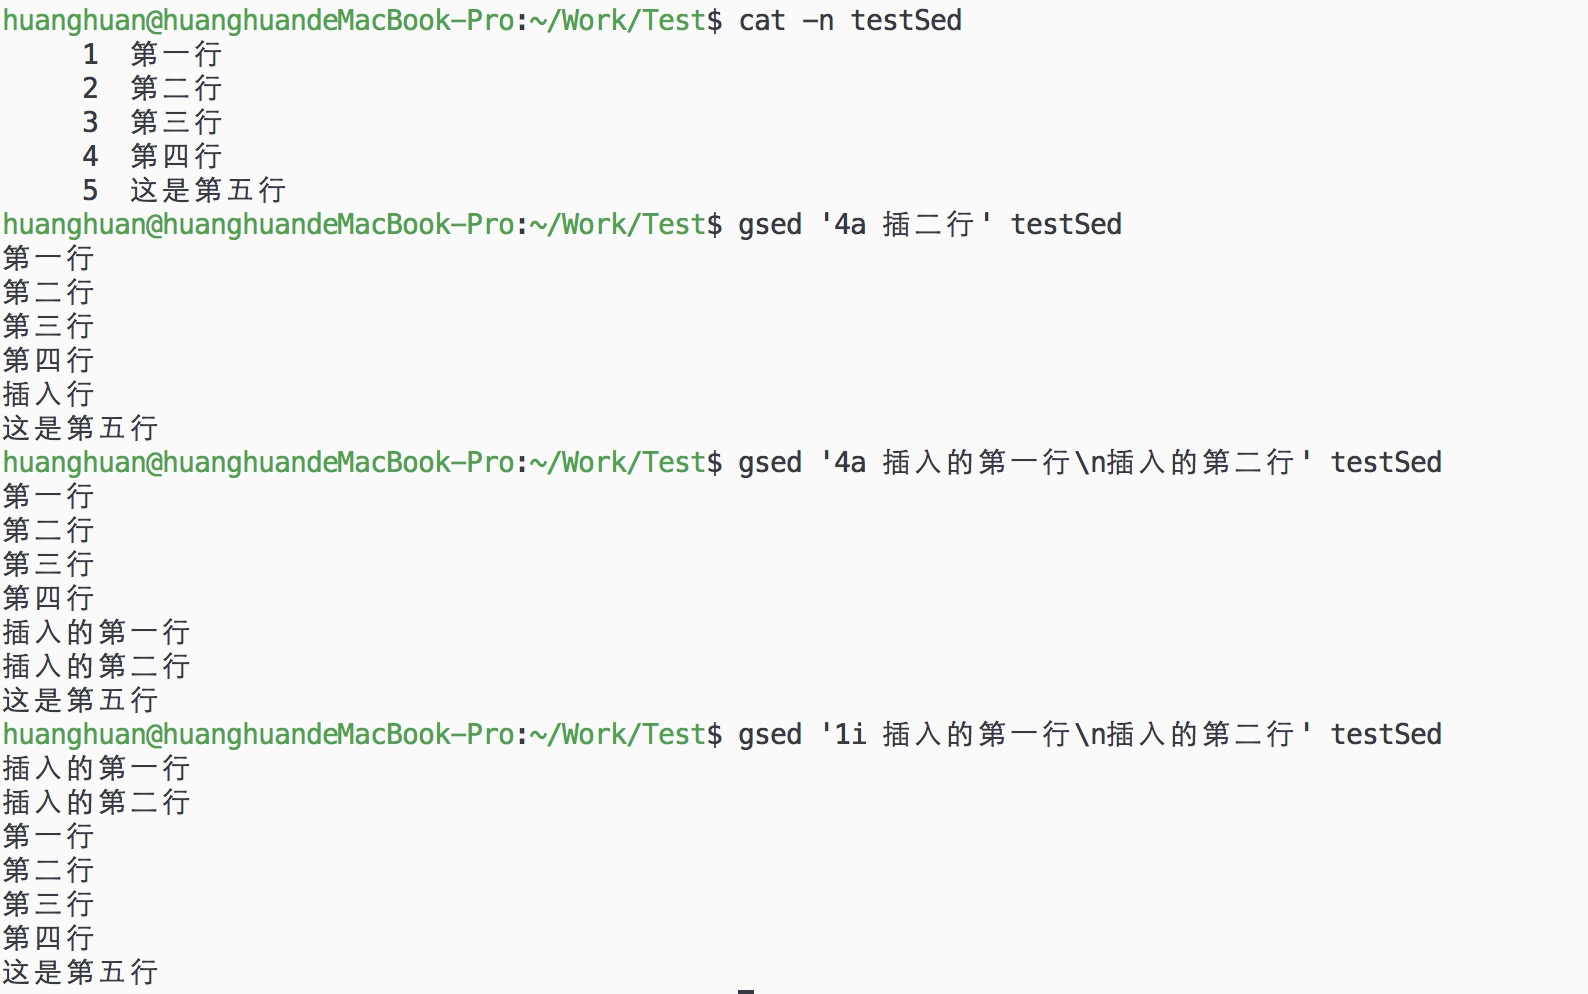 huanghuan@huanghuandeMacBook-Pro:~/Work/Test$ cat -n testSed
     1  第一行
     2  第二行
     3  第三行
     4  第四行
     5  这是第五行
huanghuan@huanghuandeMacBook-Pro:~/Work/Test$ gsed '4a 插二行' testSed
第一行
第二行
第三行
第四行
插入行
这是第五行
huanghuan@huanghuandeMacBook-Pro:~/Work/Test$ gsed '4a 插入的第一行\n插入的第二行' testSed
第一行
第二行
第三行
第四行
插入的第一行
插入的第二行
这是第五行
huanghuan@huanghuandeMacBook-Pro:~/Work/Test$ gsed '1i 插入的第一行\n插入的第二行' testSed
插入的第一行
插入的第二行
第一行
第二行
第三行
第四行
这是第五行